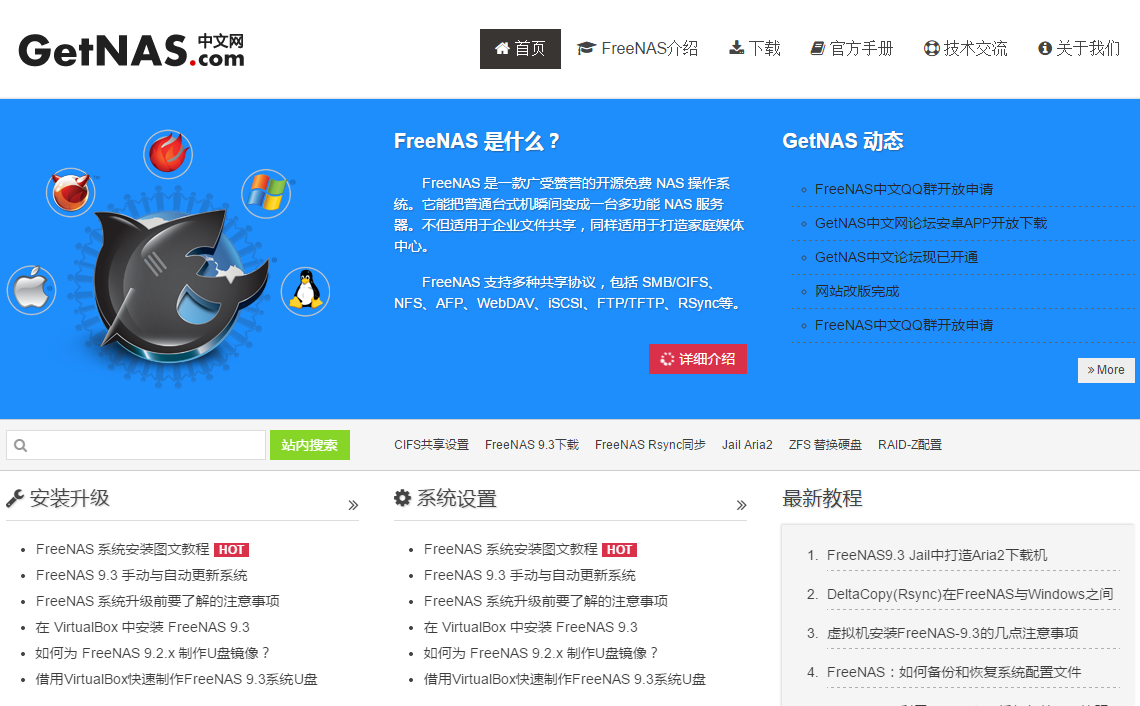 GetNAS.com 中文网
首页 FreeNAS介绍 下载 官方手册 技术交流 关于我们
FreeNAS 是什么？
FreeNAS 是一款广受赞誉的开源免费 NAS 操作系
统。它能把普通台式机瞬间变成一台多功能 NAS 服务
器。不但适用于企业文件共享，同样适用于打造家庭媒体
中心。
FreeNAS 支持多种共享协议，包括 SMB/CIFS、
NFS、AFP、WebDAV、iSCSI、FTP/TFTP、RSync等。
详细介绍
GetNAS 动态
FreeNAS中文QQ群开放申请
GetNAS中文网论坛安卓APP开放下载
GetNAS中文论坛现已开通
网站改版完成
FreeNAS中文QQ群开放申请
» More
站内搜索
CIFS共享设置 FreeNAS 9.3下载 FreeNAS Rsync同步 Jail Aria2 ZFS 替换硬盘 RAID-Z配置
安装升级 »
FreeNAS 系统安装图文教程 HOT
FreeNAS 9.3 手动与自动更新系统
FreeNAS 系统升级前要了解的注意事项
在 VirtualBox 中安装 FreeNAS 9.3
如何为 FreeNAS 9.2.x 制作U盘镜像？
借用VirtualBox快速制作FreeNAS 9.3系统U盘
系统设置 »
FreeNAS 系统安装图文教程 HOT
FreeNAS 9.3 手动与自动更新系统
FreeNAS 系统升级前要了解的注意事项
在 VirtualBox 中安装 FreeNAS 9.3
如何为 FreeNAS 9.2.x 制作U盘镜像？
借用VirtualBox快速制作FreeNAS 9.3系统U盘
最新教程
1. FreeNAS9.3 Jail中打造Aria2下载机
2. DeltaCopy(Rsync)在FreeNAS与Windows之间
3. 虚拟机安装FreeNAS-9.3的几点注意事项
4. FreeNAS：如何备份和恢复系统配置文件